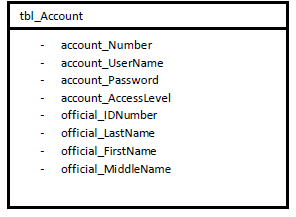 tbl_Account
- account_Number
- account_UserName
- account_Password
- account_AccessLevel
- official_IDNumber
- official_LastName
- official_FirstName
- official_MiddleName